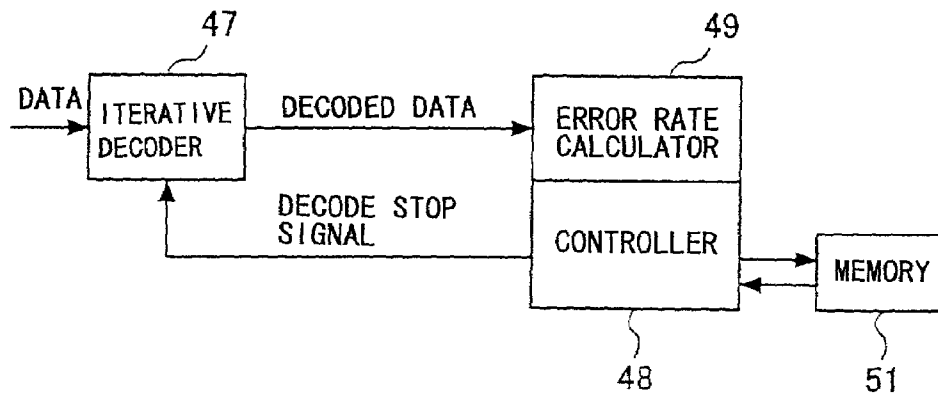 47
49
DATA
ITERATIVE
DECODER
DECODED DATA
ERROR RATE
CALCULATOR
DECODE STOP
SIGNAL
CONTROLLER
MEMORY
48
51